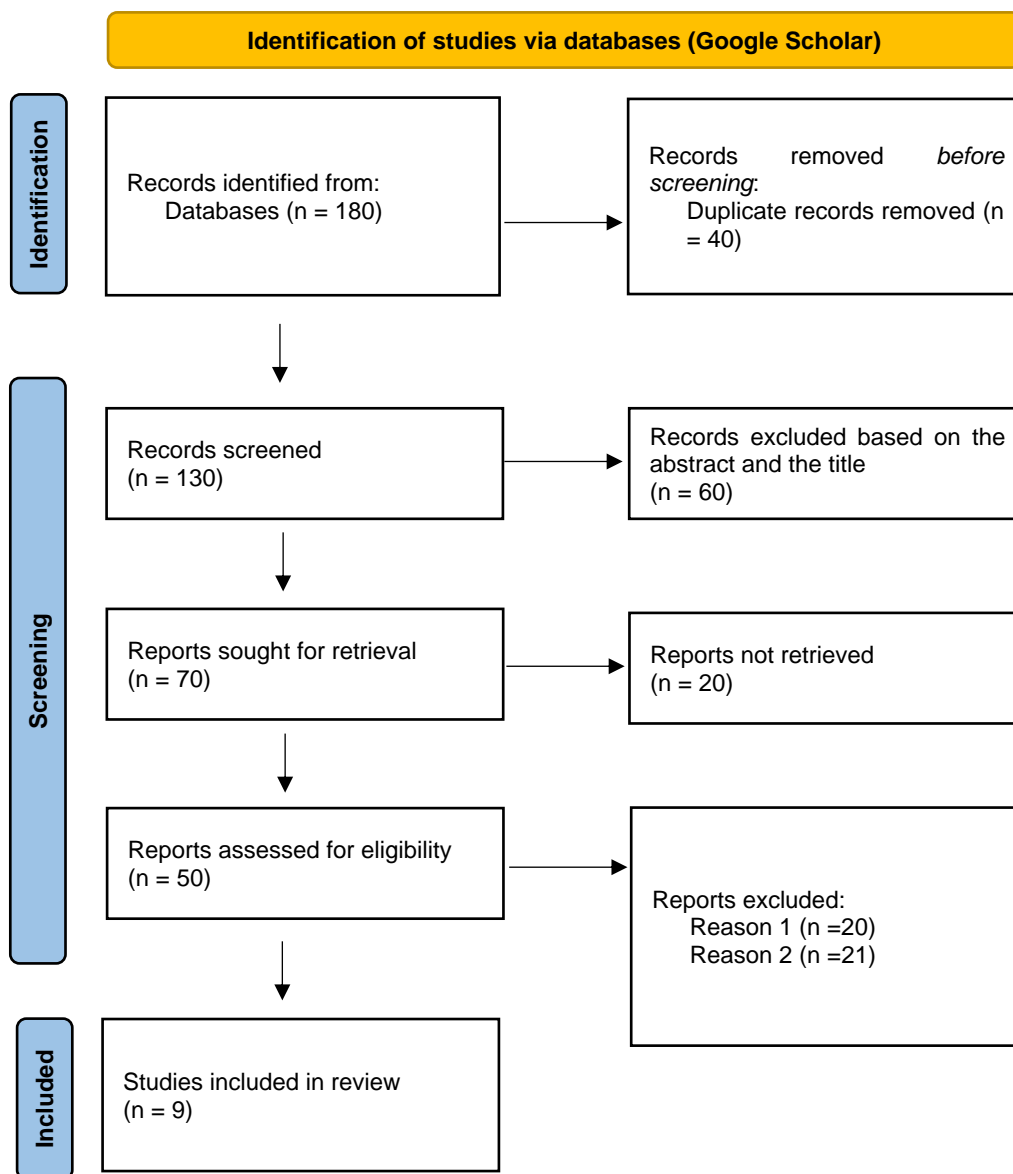 Identification of studies via databases (Google Scholar)
Identification
Records identified from:
Databases (n = 180)
Records removed before
screening:
Duplicate records removed (n
= 40)
Screening
Records screened
(n = 130)
Records excluded based on the
abstract and the title
(n = 60)
Reports sought for retrieval
(n = 70)
Reports not retrieved
(n = 20)
Reports assessed for eligibility
(n = 50)
Reports excluded:
Reason 1 (n =20)
Reason 2 (n =21)
Included
Studies included in review
(n = 9)